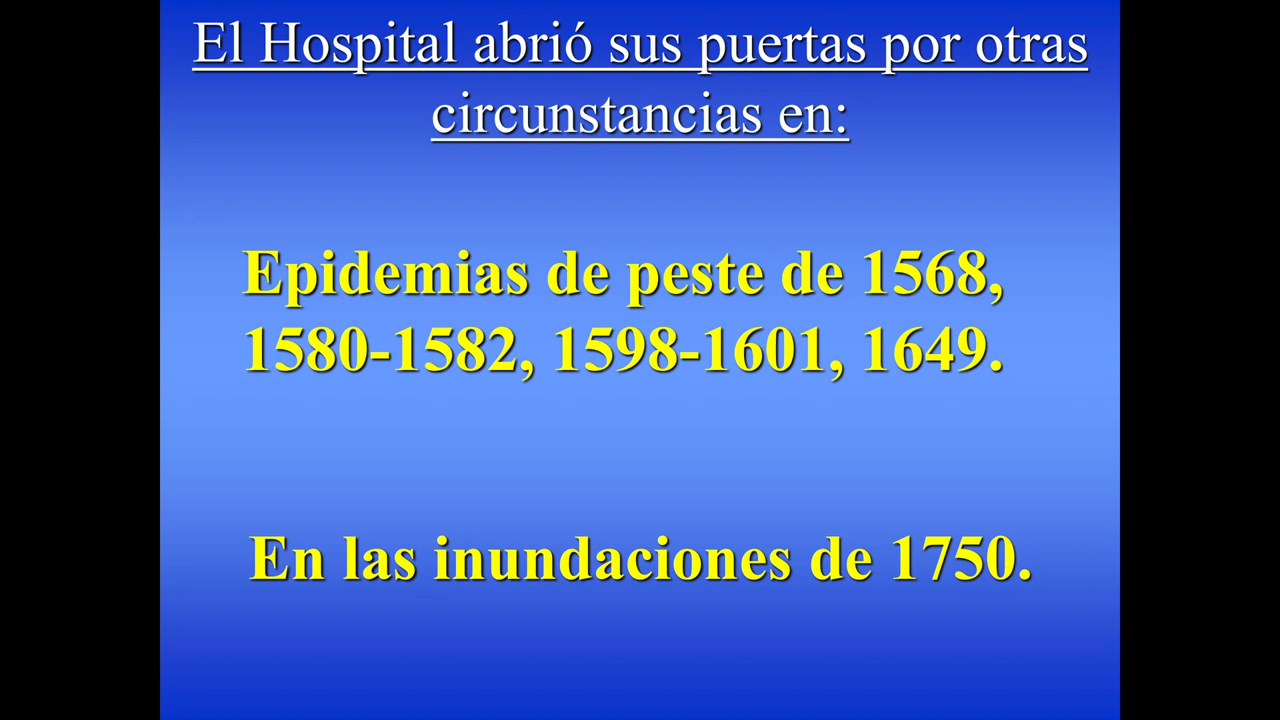 El Hospital abrió sus puertas por otras
circunstancias en:
Epidemias de peste de 1568,
1580-1582, 1598-1601, 1649.
En las inundaciones de 1750.